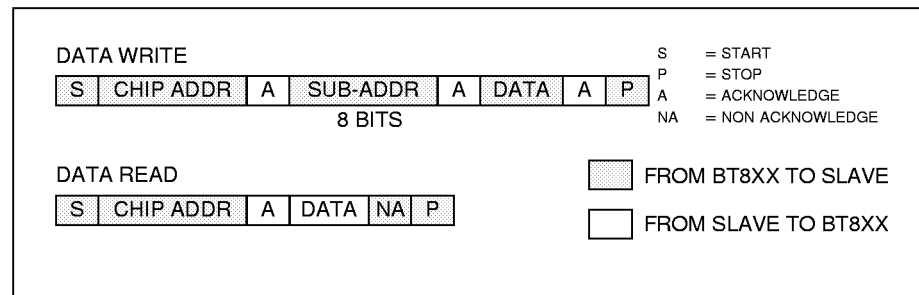 DATA WRITE
S CHIP ADDR A SUB-ADDR A DATA A P
8 BITS
S = START
P = STOP
A = ACKNOWLEDGE
NA = NON ACKNOWLEDGE
DATA READ
S CHIP ADDR A DATA NA P
FROM BT8XX TO SLAVE
FROM SLAVE TO BT8XX